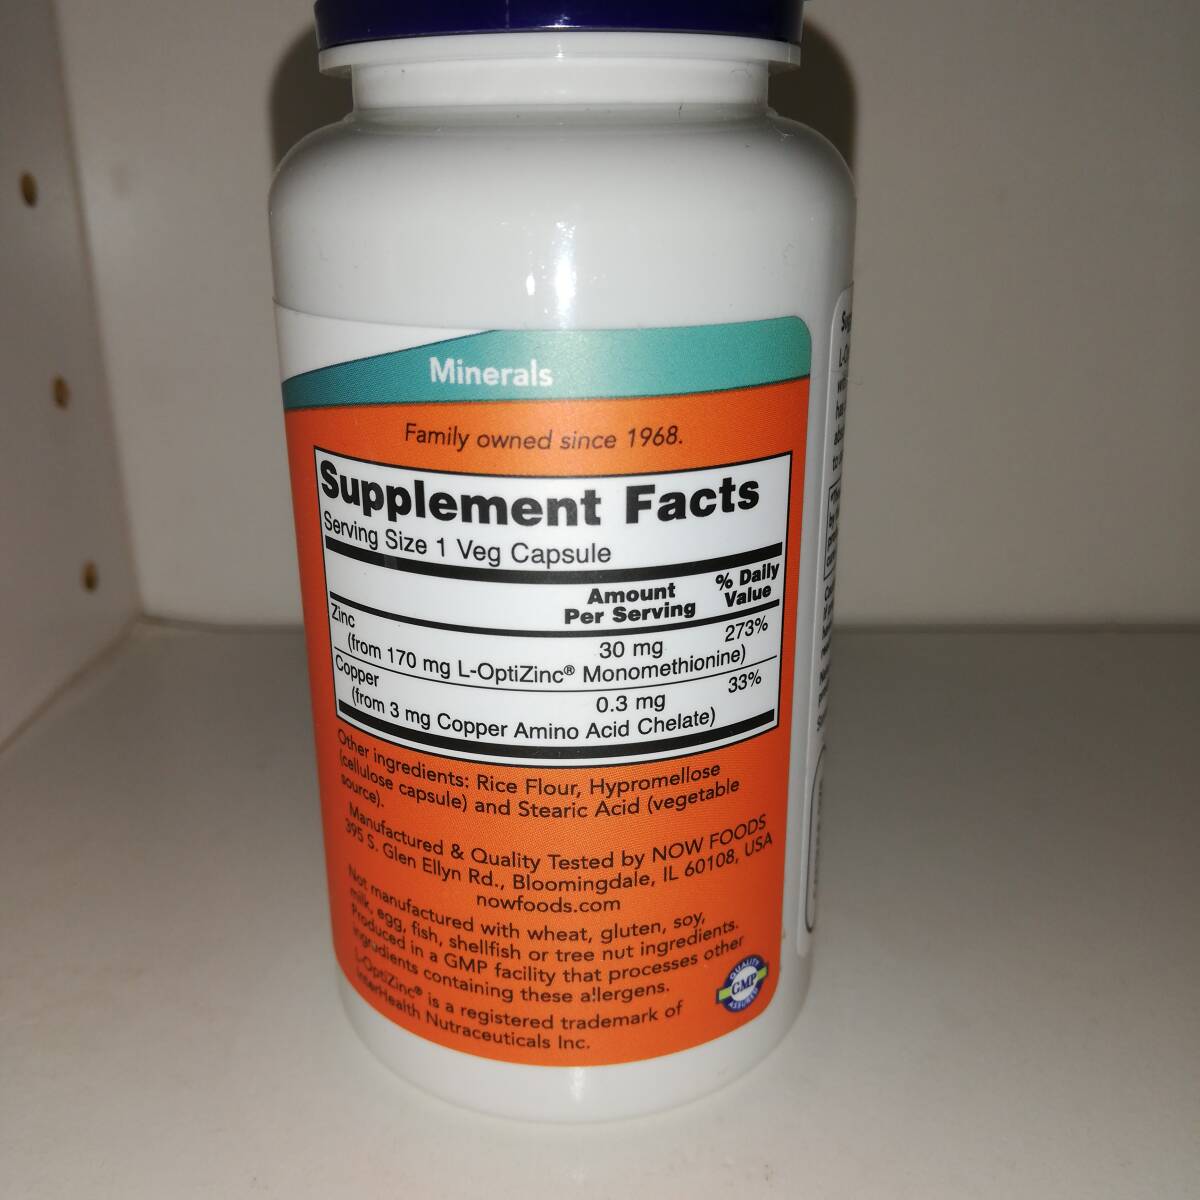 Minerals
Family owned since 1968.
Supplement Facts
Serving Size 1 Veg Capsule
Amount Per Serving % Daily Value
Zinc 30 mg 273%
(from 170 mg L-OptiZinc® Monomethionine)
Copper 0.3 mg 33%
(from 3 mg Copper Amino Acid Chelate)
Other ingredients: Rice Flour, Hypromellose
(cellulose capsule) and Stearic Acid (vegetable
source).
Manufactured & Quality Tested by NOW FOODS
395 S. Glen Ellyn Rd., Bloomingdale, IL 60108, USA
nowfoods.com
Not manufactured with wheat, gluten, soy,
milk, egg, fish, shellfish or tree nut ingredients.
Produced in a GMP facility that processes other
ingredients containing these allergens.
L-OptiZinc® is a registered trademark of
InterHealth Nutraceuticals Inc.
QUALITY
GMP
ASSURED